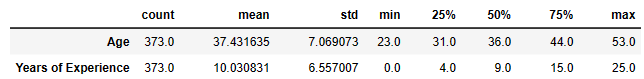 count mean std min 25% 50% 75% max
Age 373.0 37.431635 7.069073 23.0 31.0 36.0 44.0 53.0
Years of Experience 373.0 10.030831 6.557007 0.0 4.0 9.0 15.0 25.0